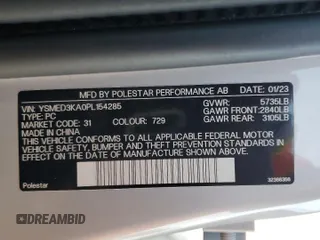 MFD BY POLESTAR PERFORMANCE AB 01/23
VIN: YSMED3KA0PL154285 GVWR: 5735LB
TYPE: PC GAWR FRONT:2840LB
MARKET CODE: 31 COLOUR: 729 GAWR REAR: 3105LB
MADE IN CHINA
THIS VEHICLE CONFORMS TO ALL APPLICABLE FEDERAL MOTOR
VEHICLE SAFETY, BUMPER AND THEFT PREVENTION STANDARDS
IN EFFECT ON THE DATE OF MANUFACTURE SHOWN ABOVE.
Polestar
DREAMBID